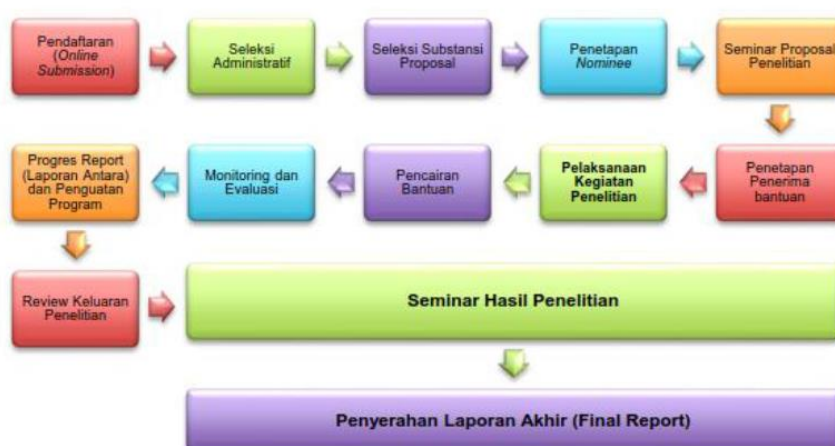 Pendaftaran
(Online
Submission)
Seleksi
Administratif
Seleksi Substansi
Proposal
Penetapan
Nominee
Seminar Proposal
Penelitian
Penetapan
Penerima
bantuan
Pelaksanaan
Kegiatan
Penelitian
Pencairan
Bantuan
Monitoring dan
Evaluasi
Progres Report
(Laporan Antara)
dan Penguatan
Program
Review Keluaran
Penelitian
Seminar Hasil Penelitian
Penyerahan Laporan Akhir (Final Report)